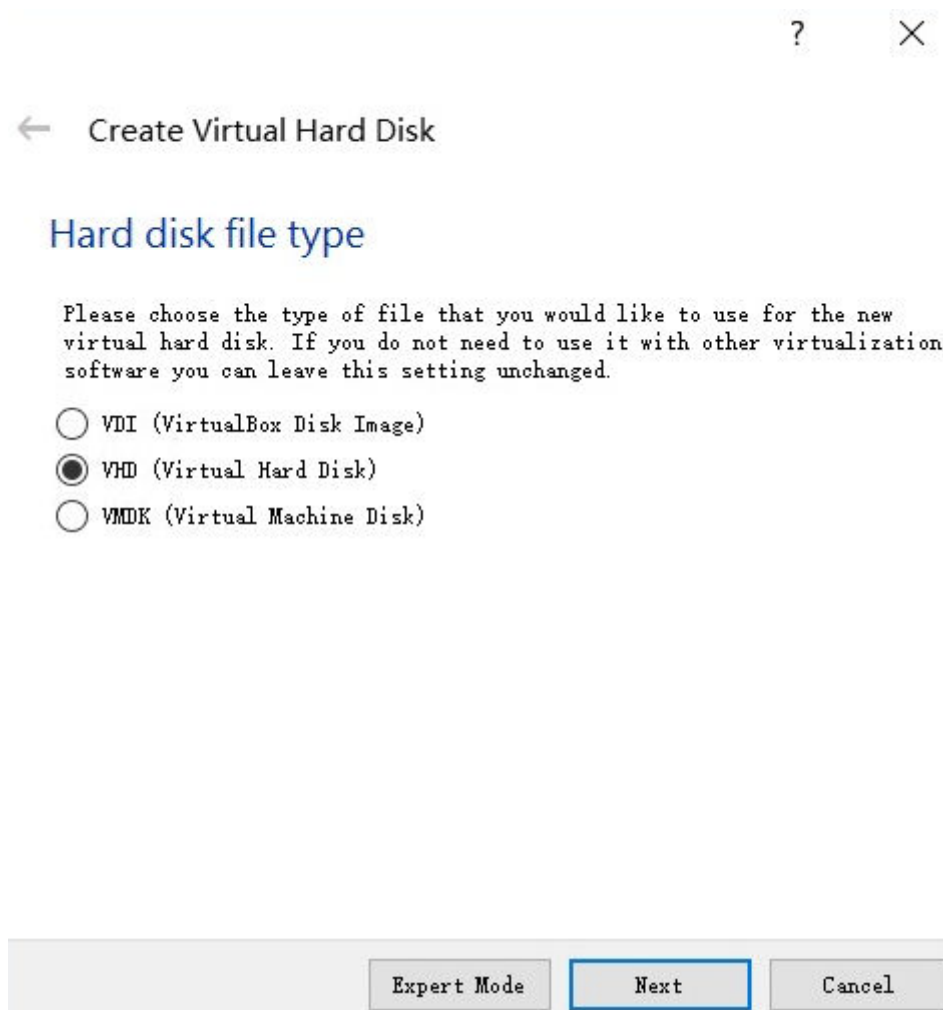 ?
Create Virtual Hard Disk
Hard disk file type
Please choose the type of file that you would like to use for the new
virtual hard disk. If you do not need to use it with other virtualization
software you can leave this setting unchanged.
VDI (VirtualBox Disk Image)
VHD (Virtual Hard Disk)
VMDK (Virtual Machine Disk)
Expert Mode Next Cancel